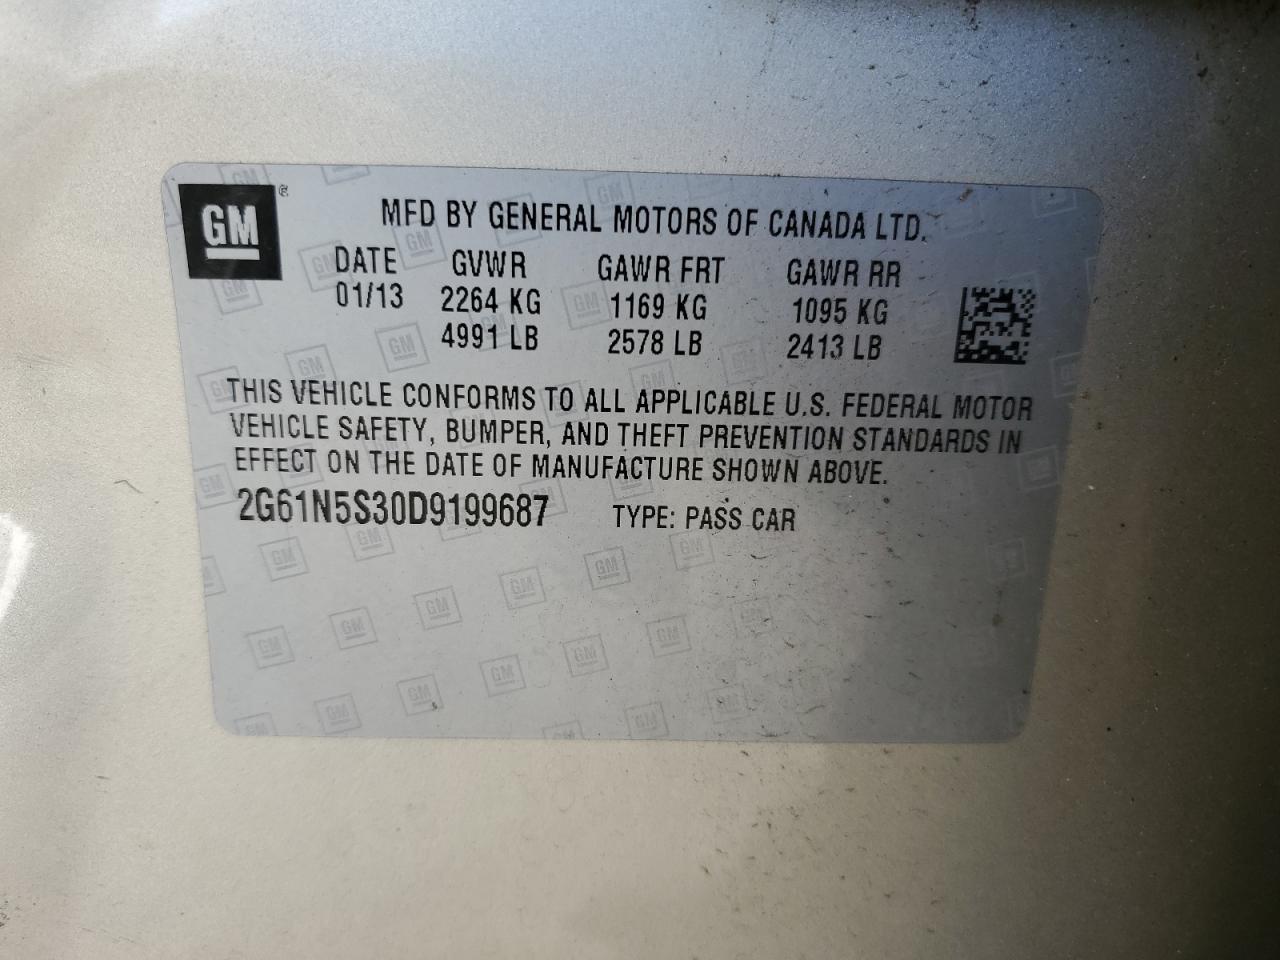 GM ®
MFD BY GENERAL MOTORS OF CANADA LTD.
DATE GVWR GAWR FRT GAWR RR
01/13 2264 KG 1169 KG 1095 KG
4991 LB 2578 LB 2413 LB
THIS VEHICLE CONFORMS TO ALL APPLICABLE U.S. FEDERAL MOTOR
VEHICLE SAFETY, BUMPER, AND THEFT PREVENTION STANDARDS IN
EFFECT ON THE DATE OF MANUFACTURE SHOWN ABOVE.
2G61N5S30D9199687 TYPE: PASS CAR